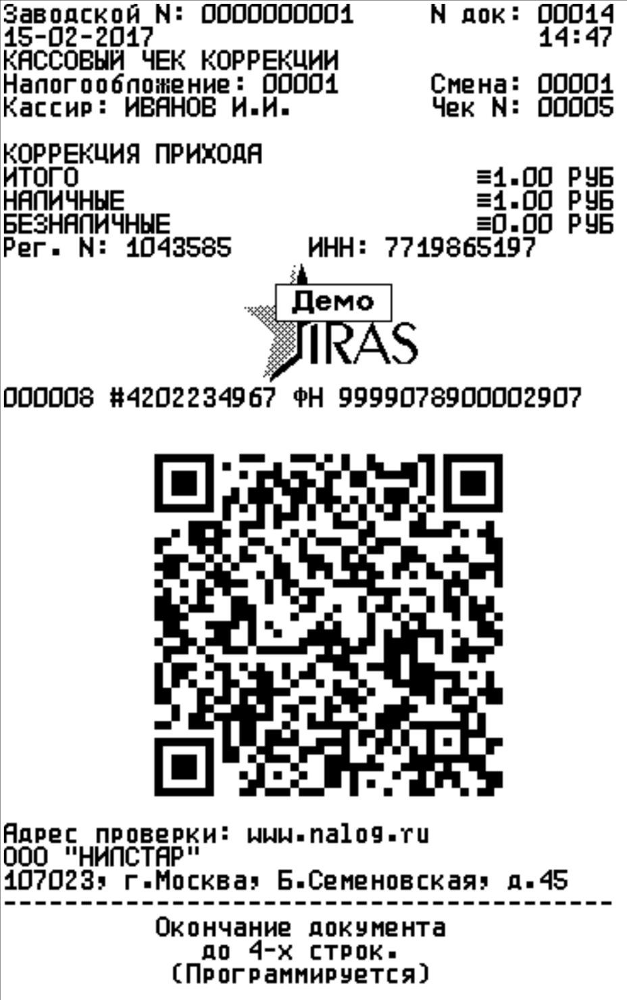 Заводской N: 0000000001 N док: 00014
15-02-2017 14:47
КАССОВЫЙ ЧЕК КОРРЕКЦИИ
Налогообложение: 00001 Смена: 00001
Кассир: ИВАНОВ И.И. Чек N: 00005
КОРРЕКЦИЯ ПРИХОДА
ИТОГО ≡1.00 РУБ
НАЛИЧНЫЕ ≡1.00 РУБ
БЕЗНАЛИЧНЫЕ ≡0.00 РУБ
Рег. N: 1043585 ИНН: 7719865197
Демо
IRAS
000008 #4202234967 ФН 9999078900002907
Адрес проверки: www.nalog.ru
ООО "НИПСТАР"
107023, г.Москва, Б.Семеновская, д.45
----------------------------------------
Окончание документа
до 4-х строк.
(Программируется)